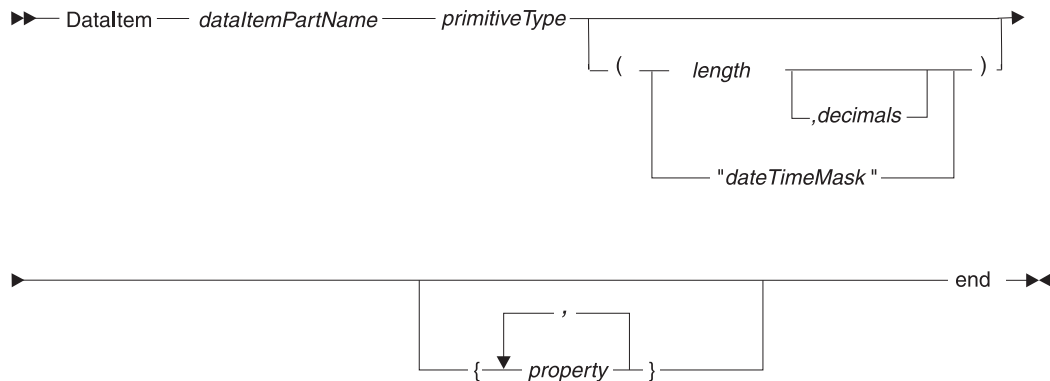 DataItem dataItemPartName primitiveType
( length )
,decimals
"dateTimeMask"
end
,
{ property }